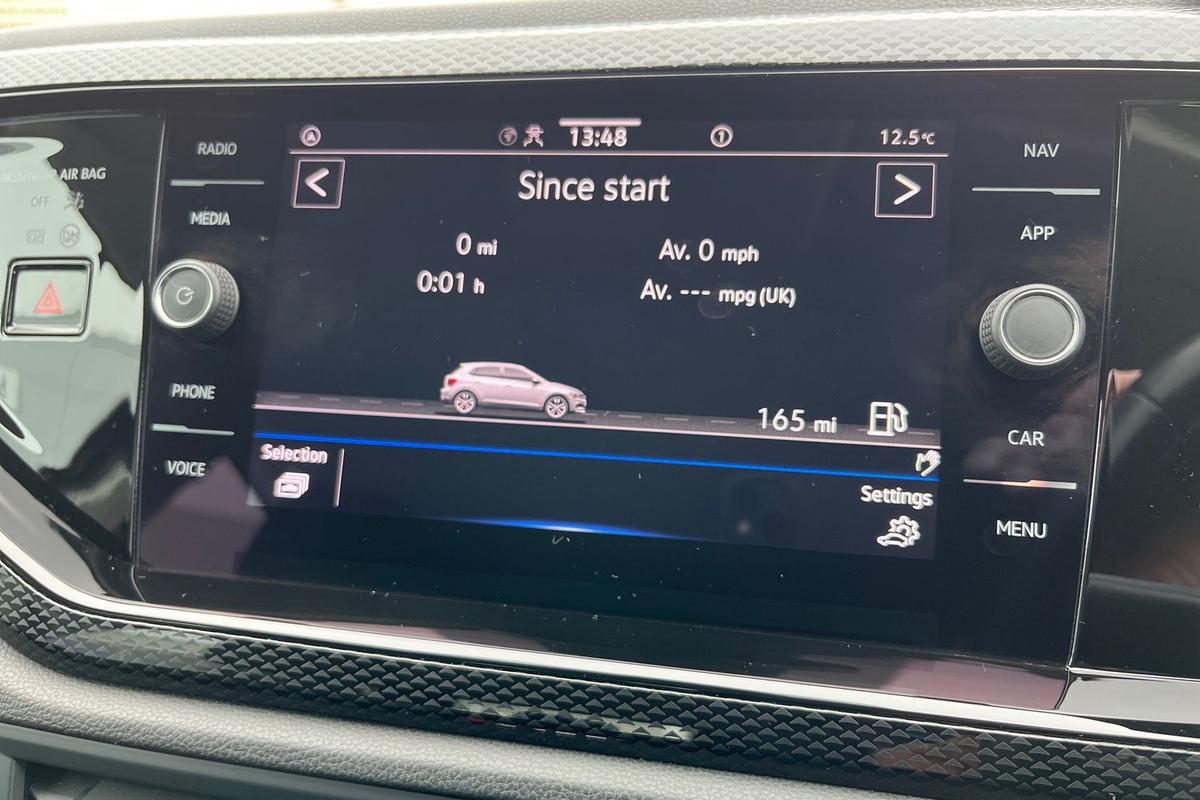 RADIO
MEDIA
PHONE
VOICE
AIR BAG
OFF
13:48
1
12.5°C
<
Since start
>
0 mi
Av. 0 mph
0:01 h
Av. --- mpg (UK)
165 mi
Selection
Settings
NAV
APP
CAR
MENU